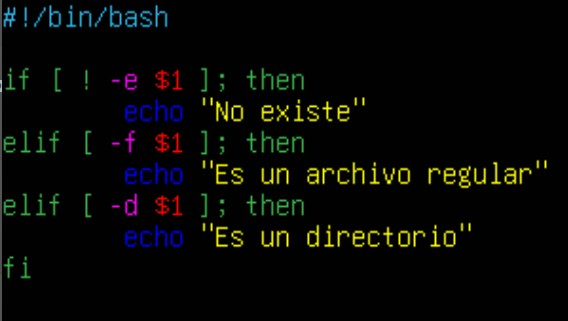 #!/bin/bash
if [ ! -e $1 ]; then
echo "No existe"
elif [ -f $1 ]; then
echo "Es un archivo regular"
elif [ -d $1 ]; then
echo "Es un directorio"
fi